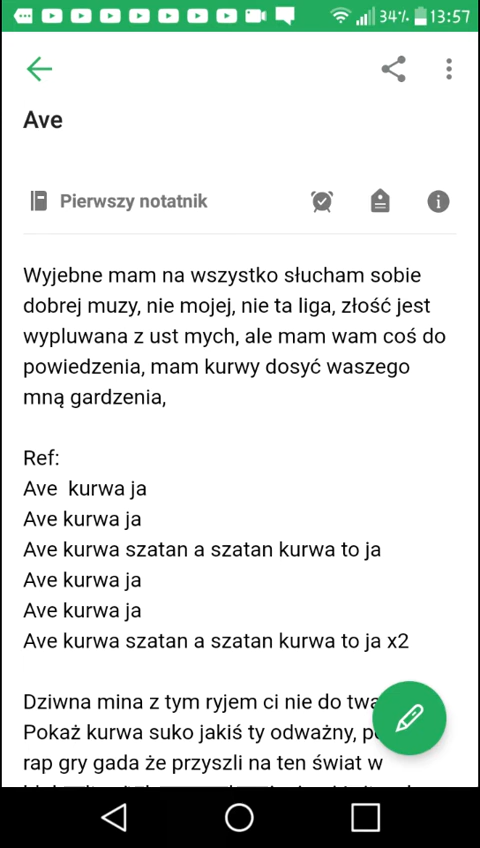 34% 13:57
Ave
Pierwszy notatnik
Wyjebne mam na wszystko słucham sobie
dobrej muzy, nie mojej, nie ta liga, złość jest
wypluwana z ust mych, ale mam wam coś do
powiedzenia, mam kurwy dosyć waszego
mną gardzenia,
Ref:
Ave kurwa ja
Ave kurwa ja
Ave kurwa szatan a szatan kurwa to ja
Ave kurwa ja
Ave kurwa ja
Ave kurwa szatan a szatan kurwa to ja x2
Dziwna mina z tym ryjem ci nie do
Pokaż kurwa suko jakiś ty odważny,
rap gry gada że przyszli na ten świat w